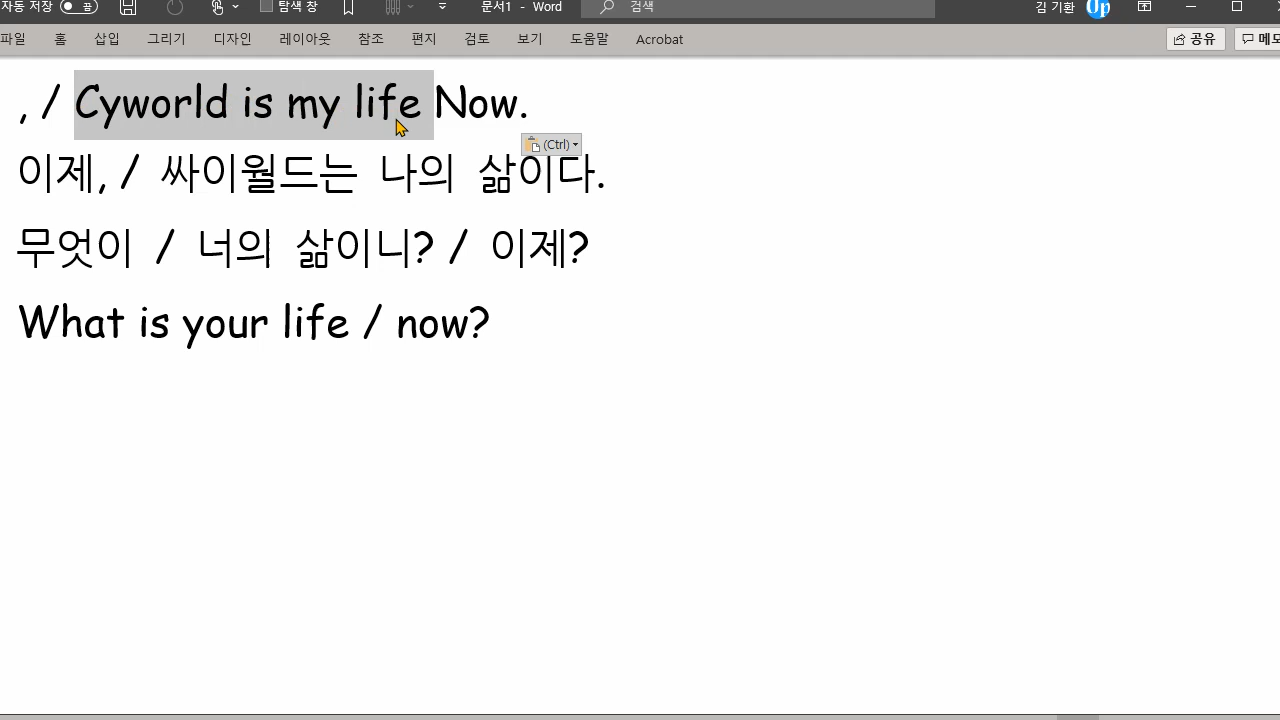 자동 저장 끔 탐색 창 문서1 - Word 검색 김 기환 Op
파일 홈 삽입 그리기 디자인 레이아웃 참조 편지 검토 보기 도움말 Acrobat 공유 메모
, / Cyworld is my life Now.
(Ctrl)
이제, / 싸이월드는 나의 삶이다.
무엇이 / 너의 삶이니? / 이제?
What is your life / now?